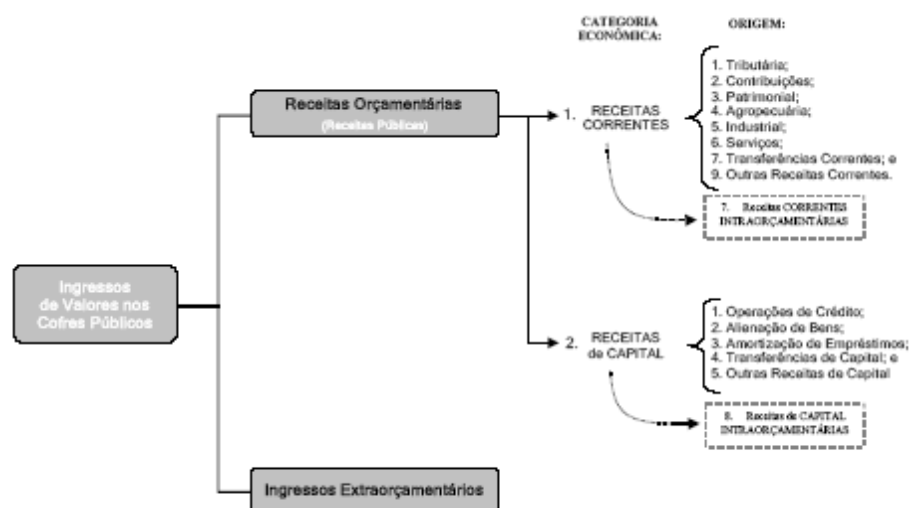 CATEGORIA
ECONÔMICA:
ORIGEM:
Ingressos
de Valores nos
Cofres Públicos
Receitas Orçamentárias
(Receitas Públicas)
1. RECEITAS
CORRENTES
1. Tributária;
2. Contribuições;
3. Patrimonial;
4. Agropecuária;
5. Industrial;
6. Serviços;
7. Transferências Correntes; e
9. Outras Receitas Correntes.
7. Receitas CORRENTES
INTRAORÇAMENTÁRIAS
2. RECEITAS
de CAPITAL
1. Operações de Crédito;
2. Alienação de Bens;
3. Amortização de Empréstimos;
4. Transferências de Capital; e
5. Outras Receitas de Capital
8. Receitas de CAPITAL
INTRAORÇAMENTÁRIAS
Ingressos Extraorçamentários